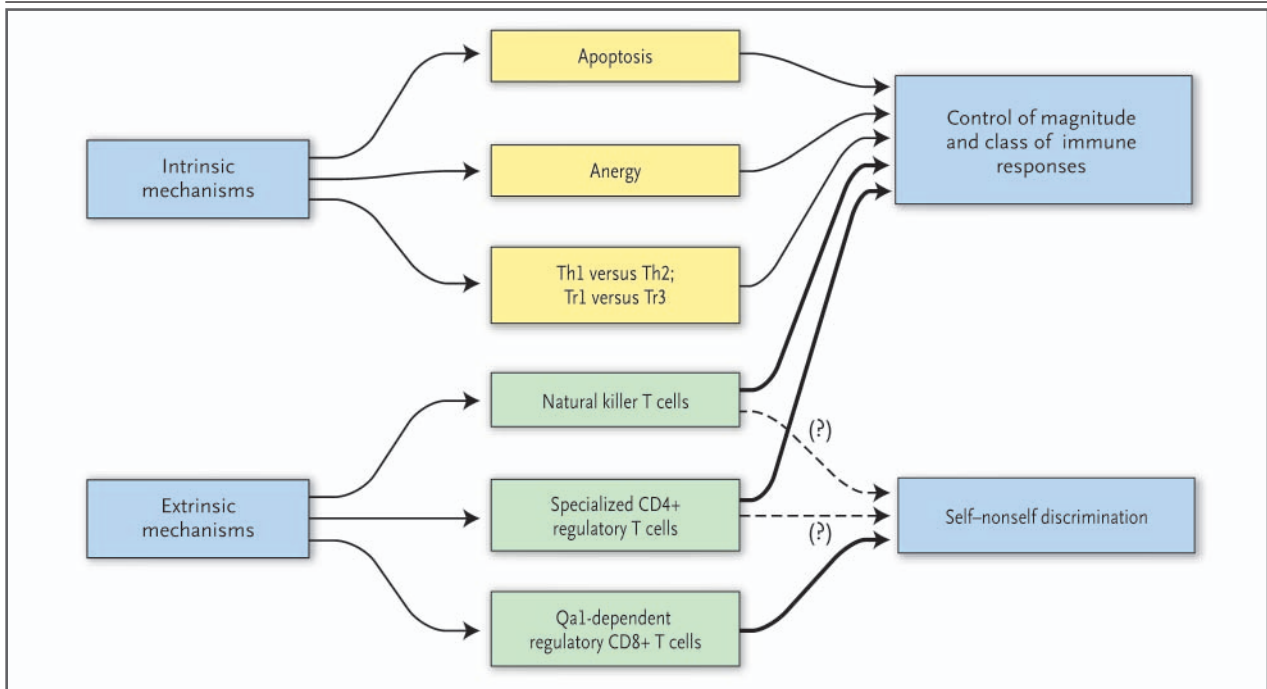 Intrinsic
mechanisms
Apoptosis
Anergy
Th1 versus Th2;
Tr1 versus Tr3
Control of magnitude
and class of immune
responses
Extrinsic
mechanisms
Natural killer T cells
Specialized CD4+
regulatory T cells
Qa1-dependent
regulatory CD8+ T cells
(?)
(?)
Self–nonself discrimination